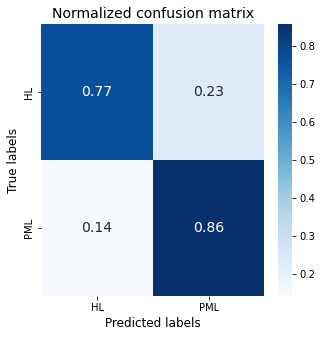 Normalized confusion matrix
True labels
HL
0.77 0.23
PML
0.14 0.86
HL PML
Predicted labels
0.8
0.7
0.6
0.5
0.4
0.3
0.2